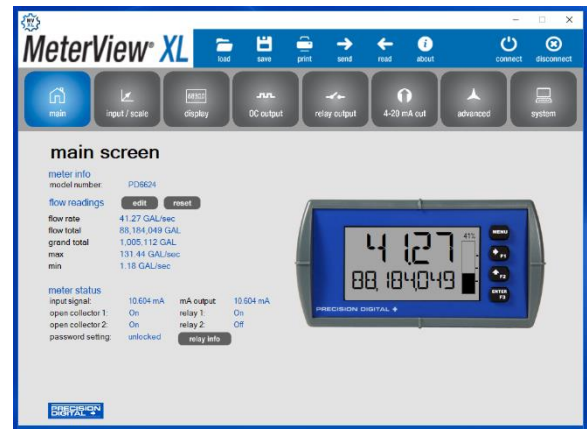 MV
XL
MeterView® XL
load save print send read about connect disconnect
main input / scale display DC output relay output 4-20 mA out advanced system
main screen
meter info
model number: PD6624
flow readings edit reset
flow rate 41.27 GAL/sec
flow total 88,184,049 GAL
grand total 1,005,112 GAL
max 131.44 GAL/sec
min 1.18 GAL/sec
meter status
input signal: 10.604 mA mA output 10.604 mA
open collector 1: On relay 1: On
open collector 2: On relay 2: Off
password setting: unlocked relay info
41.27 41%
88,184,049
MENU
F1
F2
ENTER
F3
PRECISION DIGITAL
PRECISION
DIGITAL